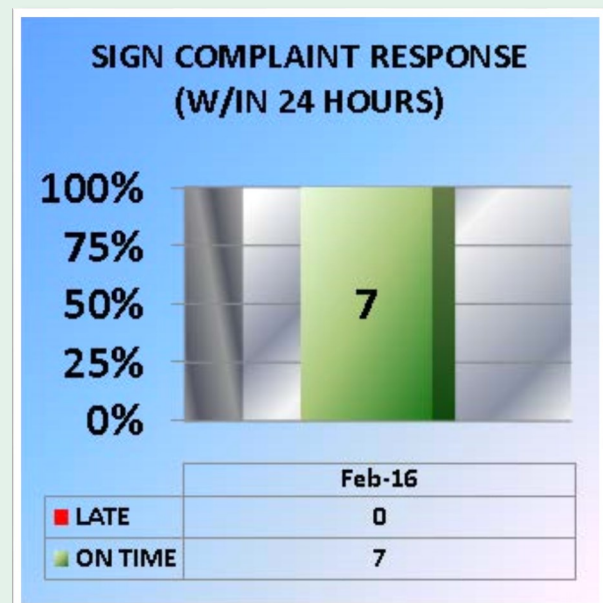 SIGN COMPLAINT RESPONSE
(W/IN 24 HOURS)
100%
75%
50%
25%
0%
7
Feb-16
LATE 0
ON TIME 7